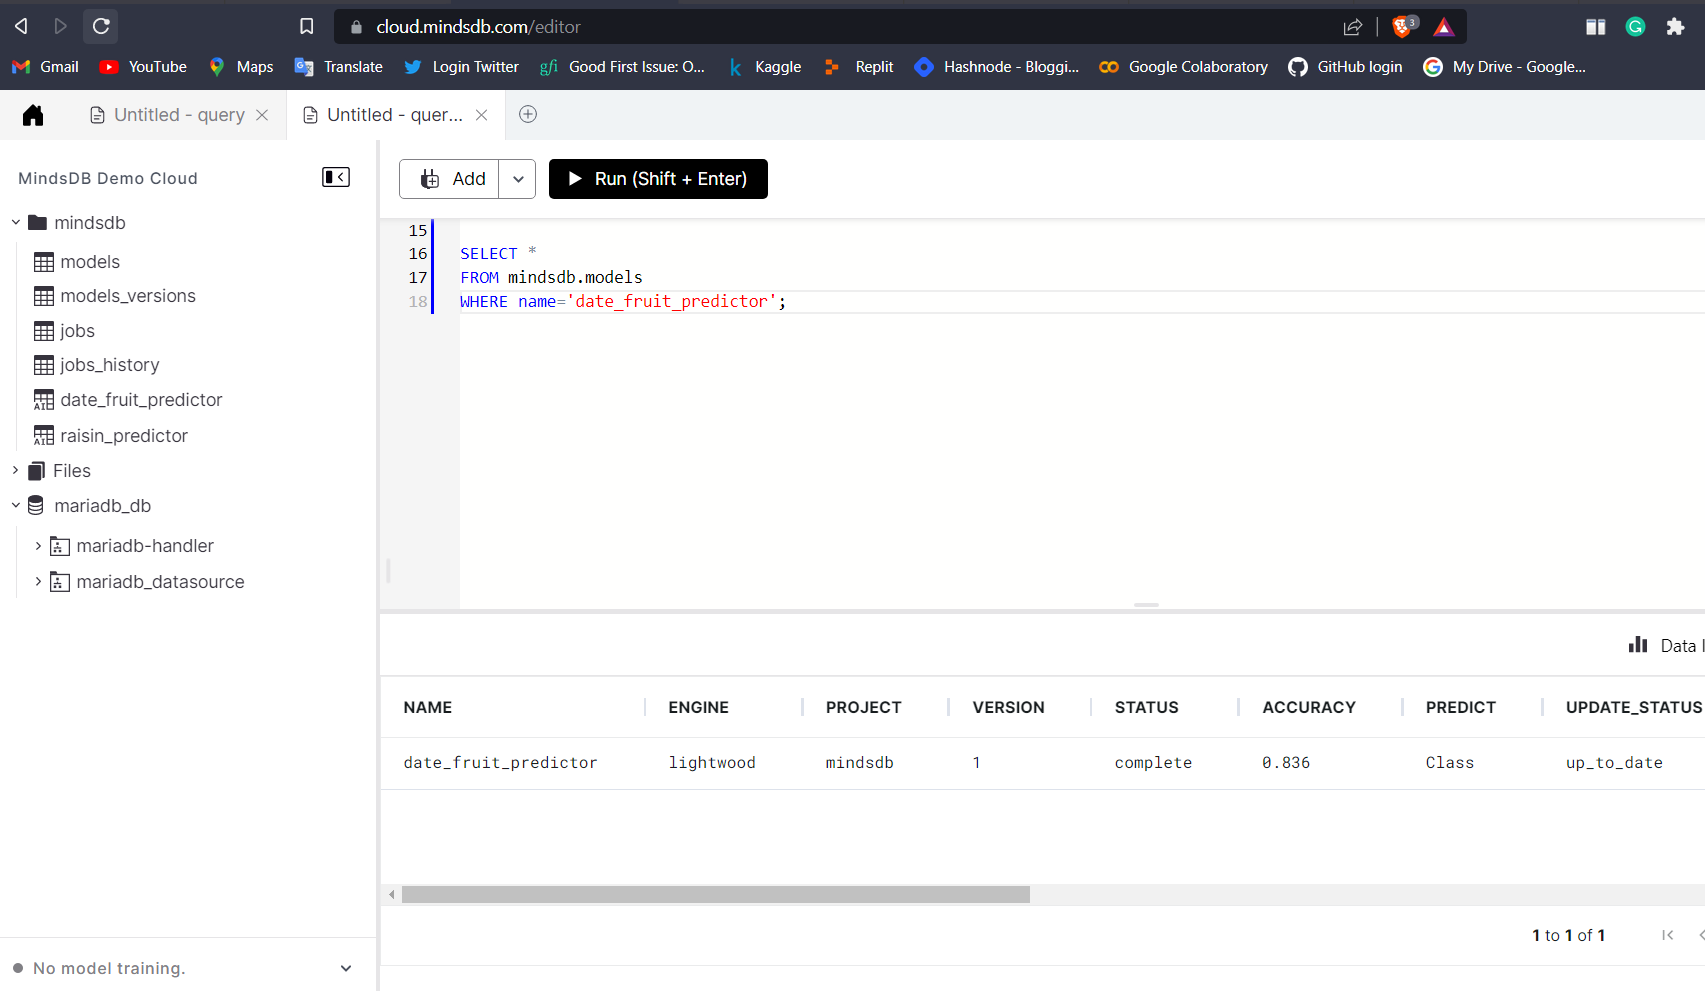 cloud.mindsdb.com/editor
3
Gmail YouTube Maps Translate Login Twitter gfi Good First Issue: O... Kaggle Replit Hashnode - Bloggi... Google Colaboratory GitHub login My Drive - Google...
Untitled - query Untitled - quer...
MindsDB Demo Cloud
mindsdb
models
models_versions
jobs
jobs_history
date_fruit_predictor
raisin_predictor
Files
mariadb_db
mariadb-handler
mariadb_datasource
No model training.
Add Run (Shift + Enter)
15
16 SELECT *
17 FROM mindsdb.models
18 WHERE name='date_fruit_predictor';
Data
NAME ENGINE PROJECT VERSION STATUS ACCURACY PREDICT UPDATE_STATUS
date_fruit_predictor lightwood mindsdb 1 complete 0.836 Class up_to_date
1 to 1 of 1